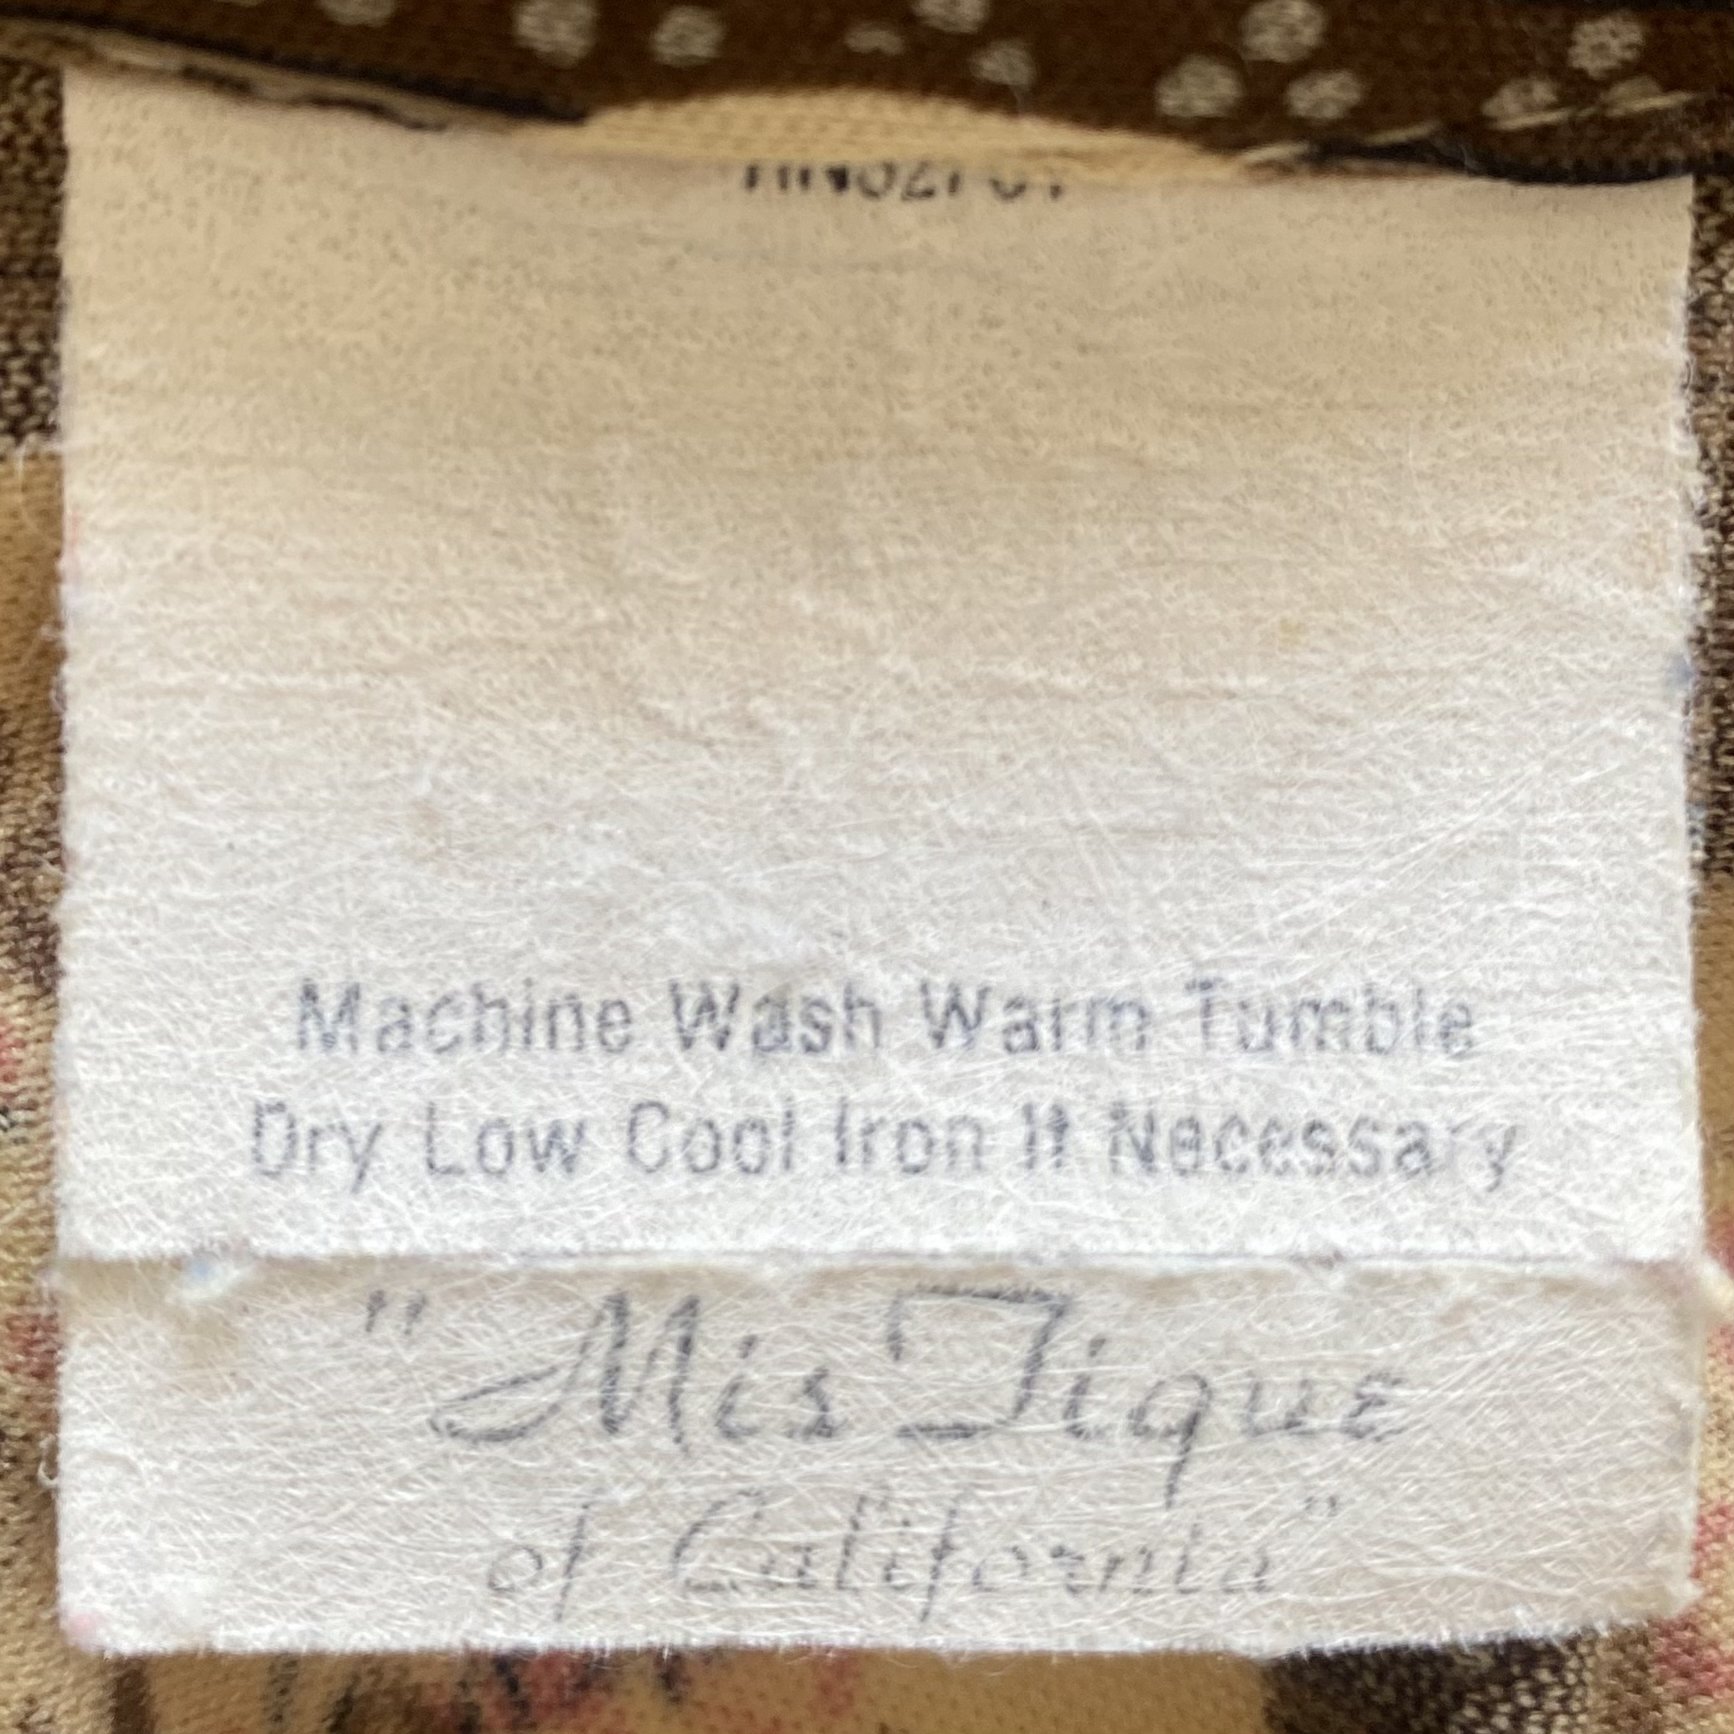 Machine Wash Warm Tumble
Dry Low Cool Iron If Necessary
"Mis Tique
of California"